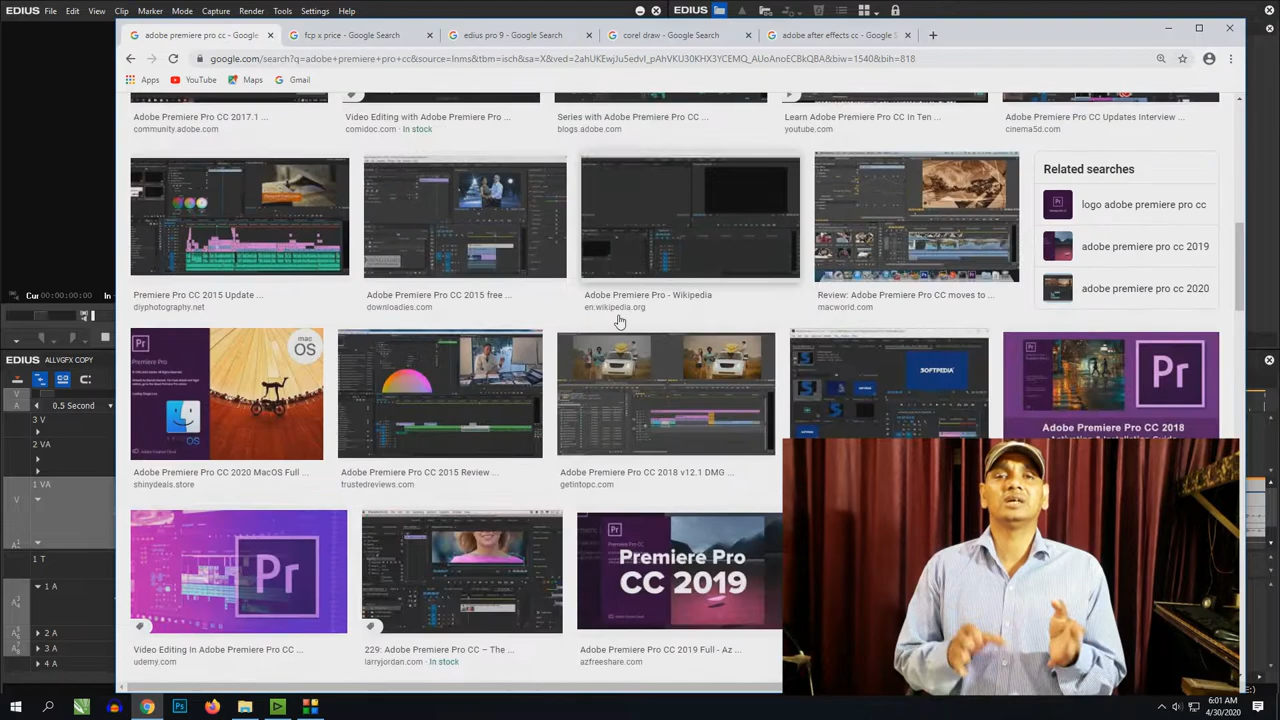 EDIUS File Edit View Clip Marker Mode Capture Render Tools Settings Help
EDIUS
adobe premiere pro cc - Google
fcp x price - Google Search
edius pro 9 - Google Search
corel draw - Google Search
adobe after effects cc - Google S
google.com/search?q=adobe+premiere+pro+cc&source=lnms&tbm=isch&sa=X&ved=2ahUKEwjJu5edvI_pAhVKU30KHX3YCEMQ_AUoAnoECBkQBA&biw=1540&bih=818
Apps YouTube Maps Gmail
Adobe Premiere Pro CC 2017.1 ...
community.adobe.com
Video Editing with Adobe Premiere Pro ...
comidoc.com · In stock
Series with Adobe Premiere Pro CC ...
blogs.adobe.com
Learn Adobe Premiere Pro CC In Ten ...
youtube.com
Adobe Premiere Pro CC Updates Interview ...
cinema5d.com
Related searches
logo adobe premiere pro cc
adobe premiere pro cc 2019
adobe premiere pro cc 2020
Premiere Pro CC 2015 Update ...
diyphotography.net
Adobe Premiere Pro CC 2015 free ...
downloadies.com
Adobe Premiere Pro - Wikipedia
en.wikipedia.org
Review: Adobe Premiere Pro CC moves to ...
macworld.com
Cur 00:00:00:00 In
EDIUS ALLVGFX COPY
0.5 Second
3 V
2 VA
1 VA
V
1 T
1 A
2 A
3 A
4 A
Pr
Premiere Pro
mac
OS
SOFTPEDIA
Pr
Adobe Premiere Pro CC 2018
Adobe Premiere Pro CC 2020 MacOS Full ...
shinydeals.store
Adobe Premiere Pro CC 2015 Review ...
trustedreviews.com
Adobe Premiere Pro CC 2018 v12.1 DMG ...
getintopc.com
Pr
Pr
Premiere Pro
CC 2019
Video Editing In Adobe Premiere Pro CC ...
udemy.com
229: Adobe Premiere Pro CC – The ...
larryjordan.com · In stock
Adobe Premiere Pro CC 2019 Full - Az ...
azfreeshare.com
E:)
6:01 AM
4/30/2020